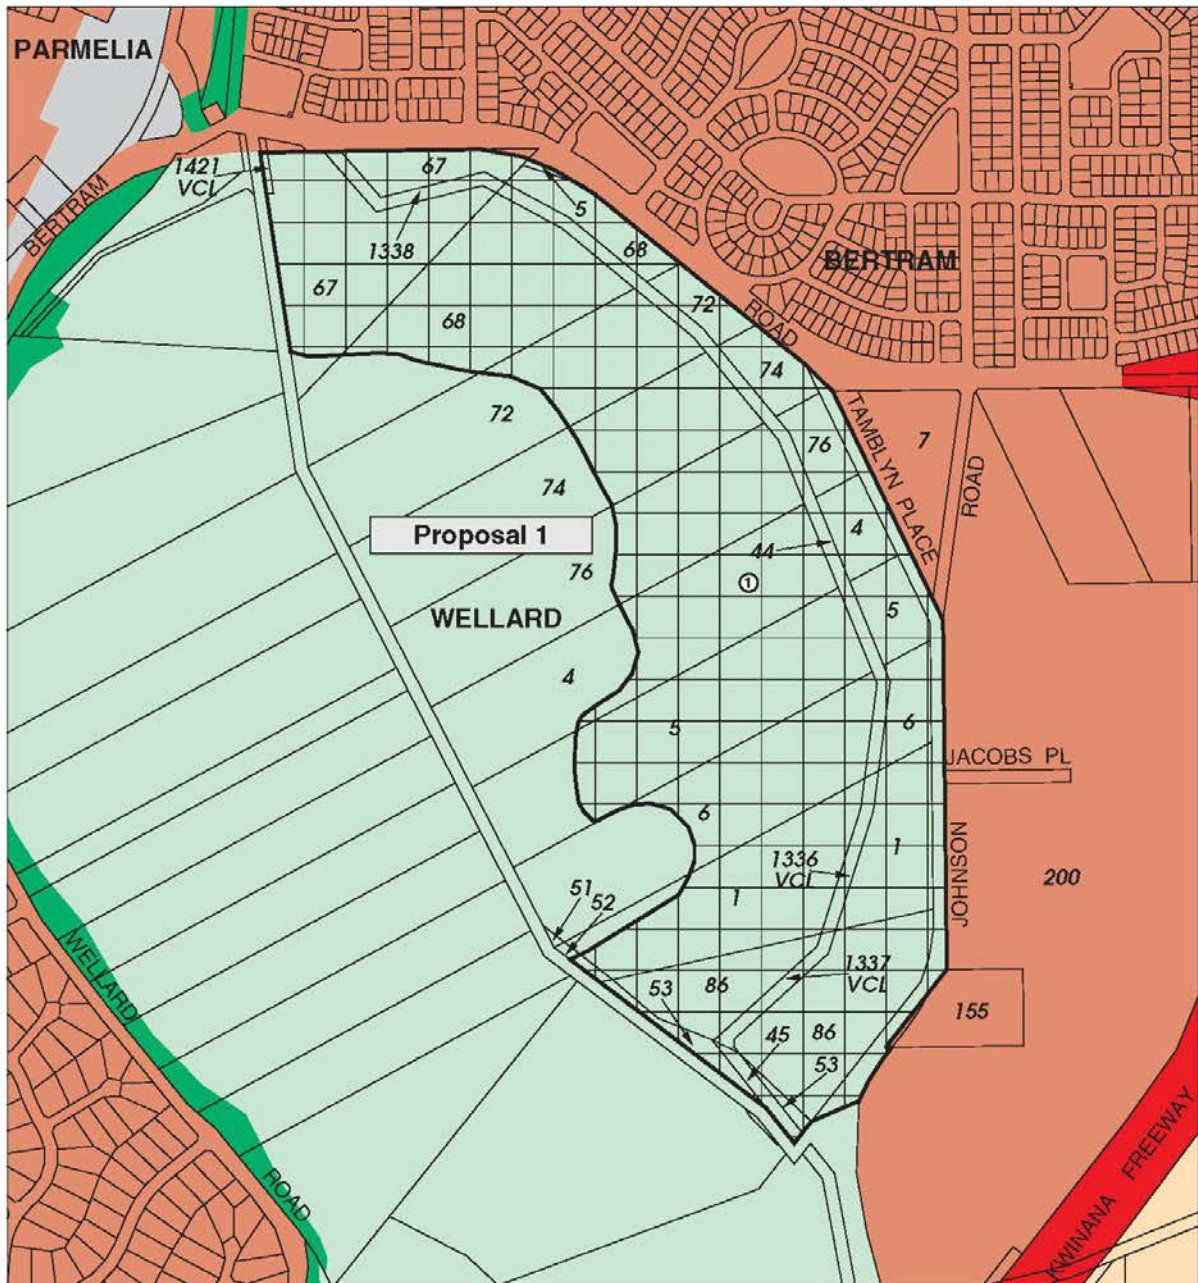 PARMELIA
1421
VCL
67
BERTRAM
5
1338
68
BERTRAM
67
72
ROAD
68
74
72
76
TAMBLYN PLACE
7
ROAD
74
Proposal 1
44
4
76
1
WELLARD
5
4
5
6
JACOBS PL
6
1336
VCL
1
JOHNSON
200
51
52
1
WELLARD
53
86
1337
VCL
155
45
86
53
ROAD
KWINANA FREEWAY